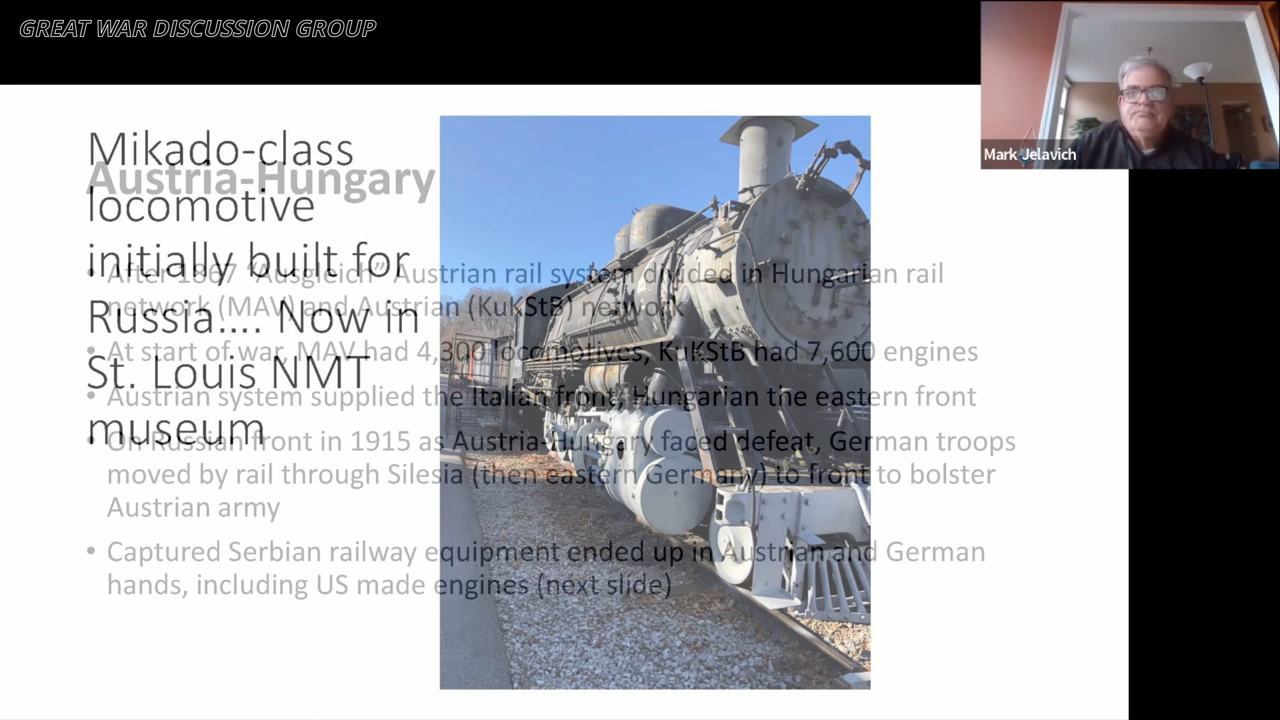 GREAT WAR DISCUSSION GROUP
Mark Jelavich
Mikado-class
locomotive
initially built for
Russia.... Now in
St. Louis NMT
museum
Austria-Hungary
• After 1867 "Ausgleich" Austrian rail system divided in Hungarian rail
network (MAV) and Austrian (KuKStB) network
• At start of war, MAV had 4,300 locomotives, KuKStB had 7,600 engines
• Austrian system supplied the Italian front, Hungarian the eastern front
• On Russian front in 1915 as Austria-Hungary faced defeat, German troops
moved by rail through Silesia (then eastern Germany) to front to bolster
Austrian army
• Captured Serbian railway equipment ended up in Austrian and German
hands, including US made engines (next slide)